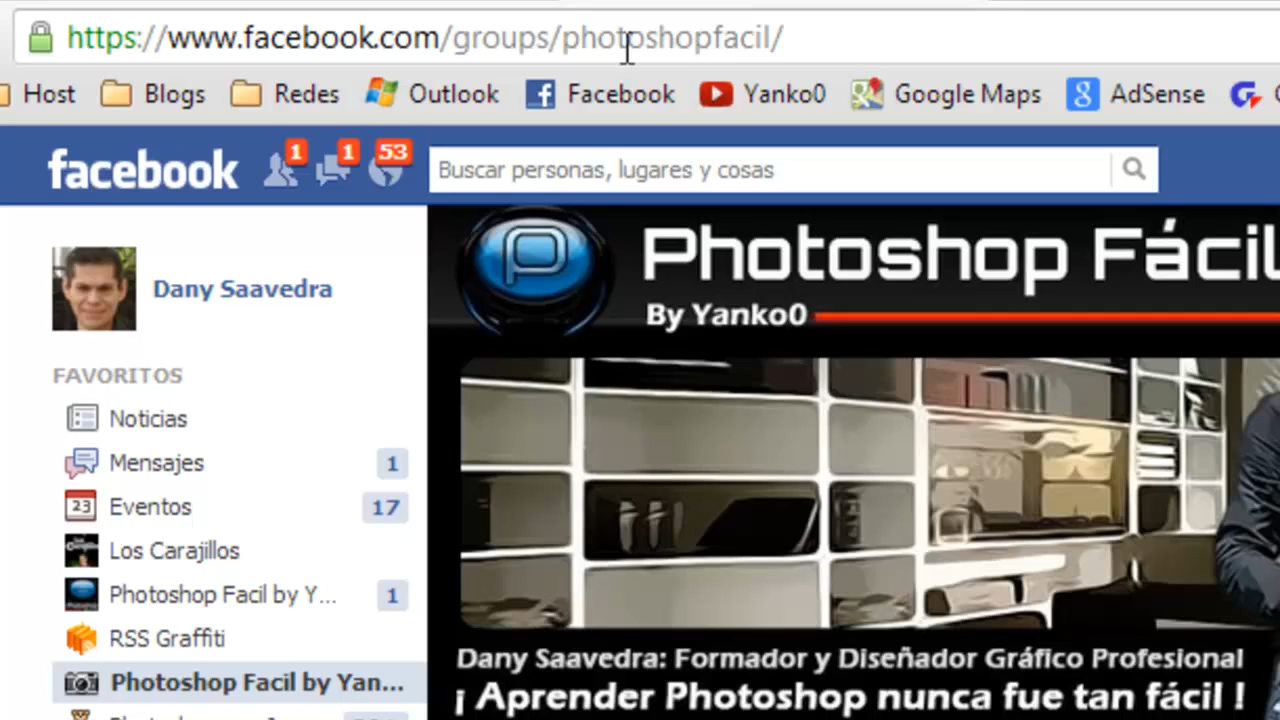 https://www.facebook.com/groups/photoshopfacil/
Host Blogs Redes Outlook Facebook Yanko0 Google Maps AdSense
facebook 1 1 53 Buscar personas, lugares y cosas
Photoshop Fácil
By Yanko0
Dany Saavedra
FAVORITOS
Noticias
Mensajes 1
23 Eventos 17
Los Carajillos
Photoshop Facil by Y... 1
RSS Graffiti
Photoshop Facil by Yan...
Dany Saavedra: Formador y Diseñador Gráfico Profesional
¡ Aprender Photoshop nunca fue tan fácil !